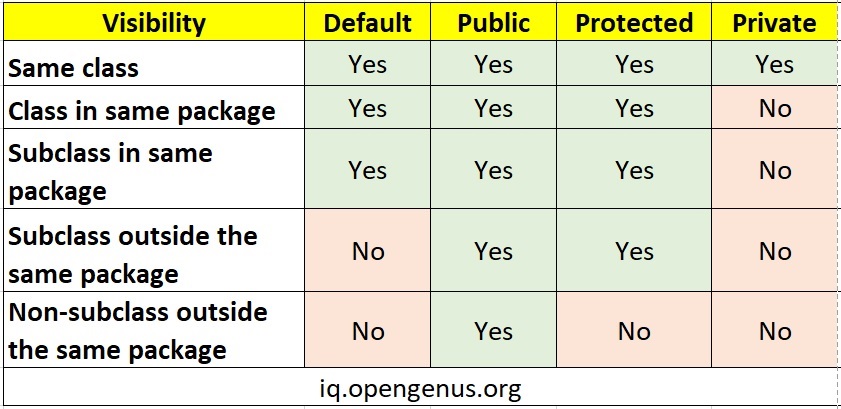 Visibility Default Public Protected Private
Same class Yes Yes Yes Yes
Class in same package Yes Yes Yes No
Subclass in same
package Yes Yes Yes No
Subclass outside the
same package No Yes Yes No
Non-subclass outside
the same package No Yes No No
iq.opengenus.org